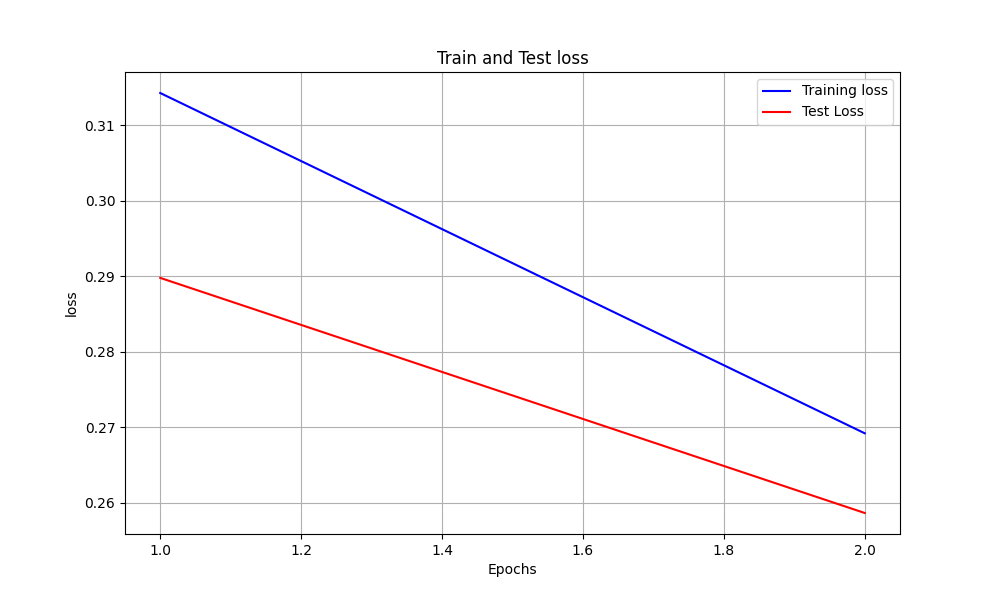 Train and Test loss
Training loss
Test Loss
0.31
0.30
0.29
0.28
0.27
0.26
loss
1.0 1.2 1.4 1.6 1.8 2.0
Epochs